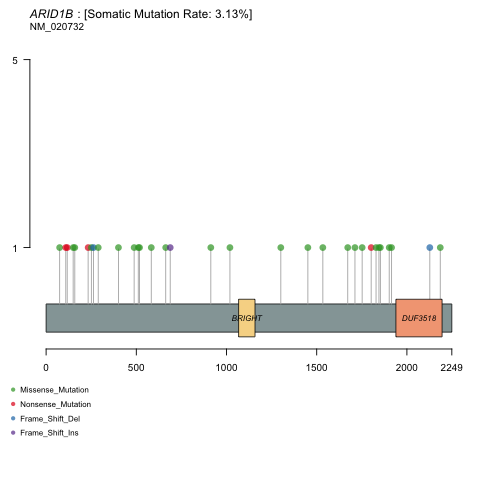 ARID1B : [Somatic Mutation Rate: 3.13%]
NM_020732
5
1
BRIGHT
DUF3518
0 500 1000 1500 2000 2249
Missense_Mutation
Nonsense_Mutation
Frame_Shift_Del
Frame_Shift_Ins